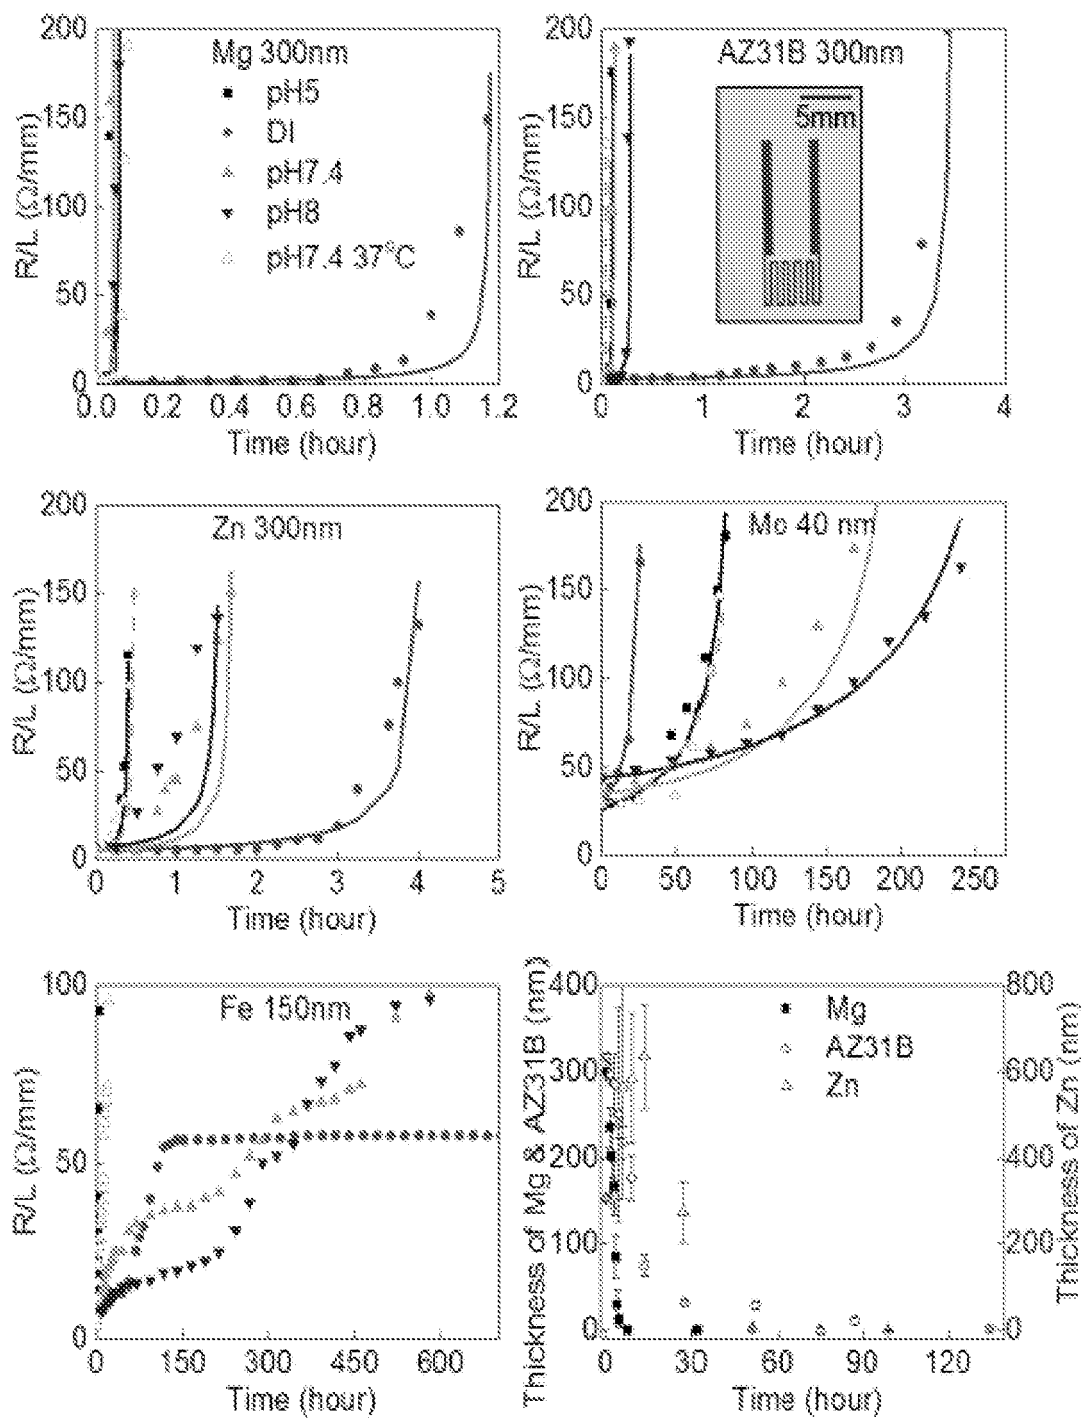 200
150
100
50
0
R/L (Ω/mm)
Mg 300nm
pH5
DI
pH7.4
pH8
pH7.4 37°C
0.0 0.2 0.4 0.6 0.8 1.0 1.2
Time (hour)
200
150
100
50
0
R/L (Ω/mm)
AZ31B 300nm
5mm
0 1 2 3 4
Time (hour)
200
150
100
50
0
R/L (Ω/mm)
Zn 300nm
0 1 2 3 4 5
Time (hour)
200
150
100
50
0
R/L (Ω/mm)
Mo 40 nm
0 50 100 150 200 250
Time (hour)
100
50
0
R/L (Ω/mm)
Fe 150nm
0 150 300 450 600
Time (hour)
400
300
200
100
0
Thickness of Mg & AZ31B (nm)
Mg
AZ31B
Zn
800
600
400
200
0
Thickness of Zn (nm)
0 30 60 90 120
Time (hour)